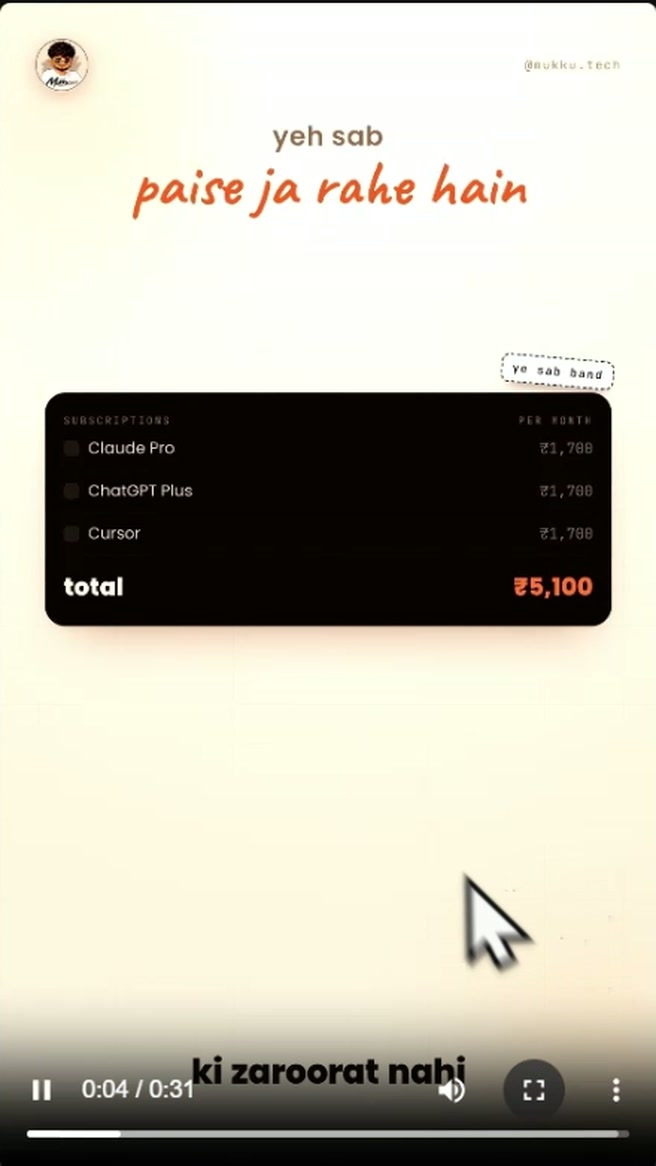 @mukku.tech
yeh sab
paise ja rahe hain
ye sab band
SUBSCRIPTIONS PER MONTH
Claude Pro ₹1,700
ChatGPT Plus ₹1,700
Cursor ₹1,700
total ₹5,100
ki zaroorat nahi
0:04 / 0:31